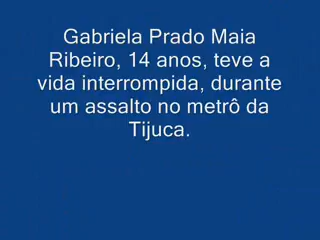 Gabriela Prado Maia
Ribeiro, 14 anos, teve a
vida interrompida, durante
um assalto no metrô da
Tijuca.